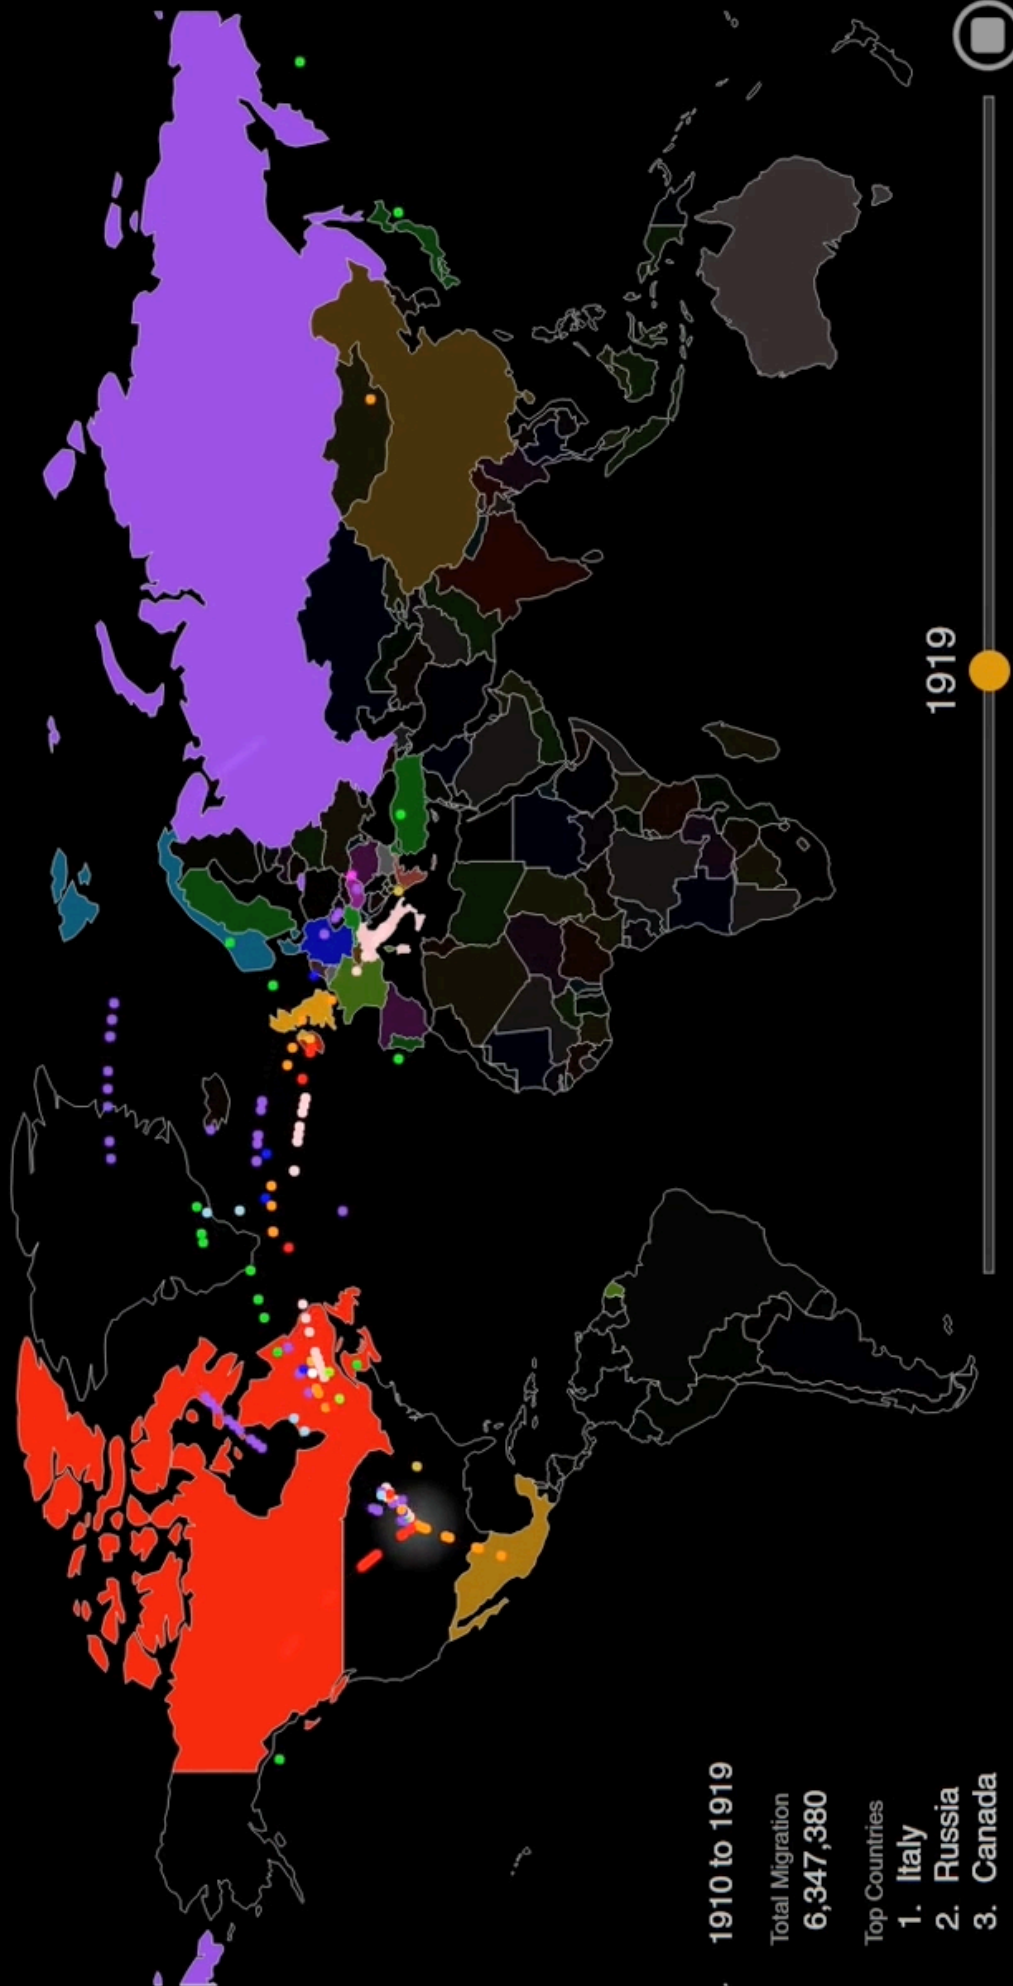 1919
1910 to 1919
Total Migration
6,347,380
Top Countries
1. Italy
2. Russia
3. Canada